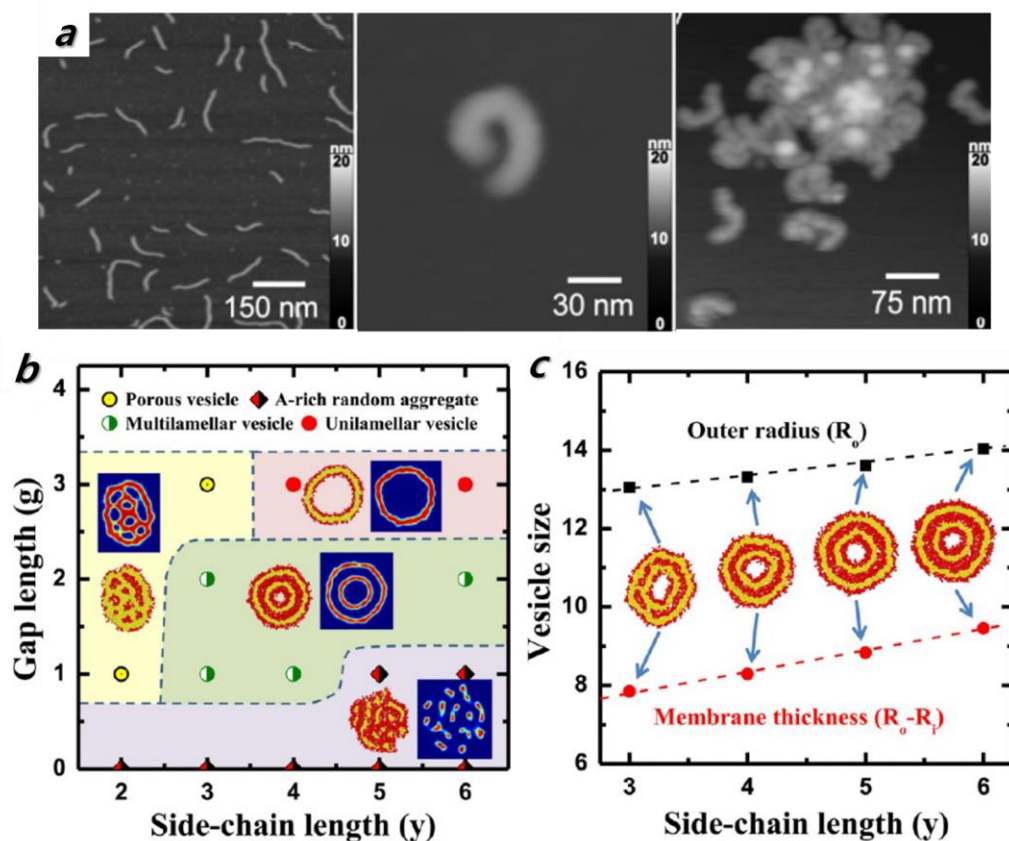 a
nm
20
10
0
150 nm
nm
20
10
0
30 nm
nm
20
10
0
75 nm
b
Gap length (g)
4
3
2
1
0
Porous vesicle
A-rich random aggregate
Multilamellar vesicle
Unilamellar vesicle
2 3 4 5 6
Side-chain length (y)
c
Vesicle size
16
14
12
10
8
6
Outer radius (Ro)
Membrane thickness (Ro-Ri)
3 4 5 6
Side-chain length (y)